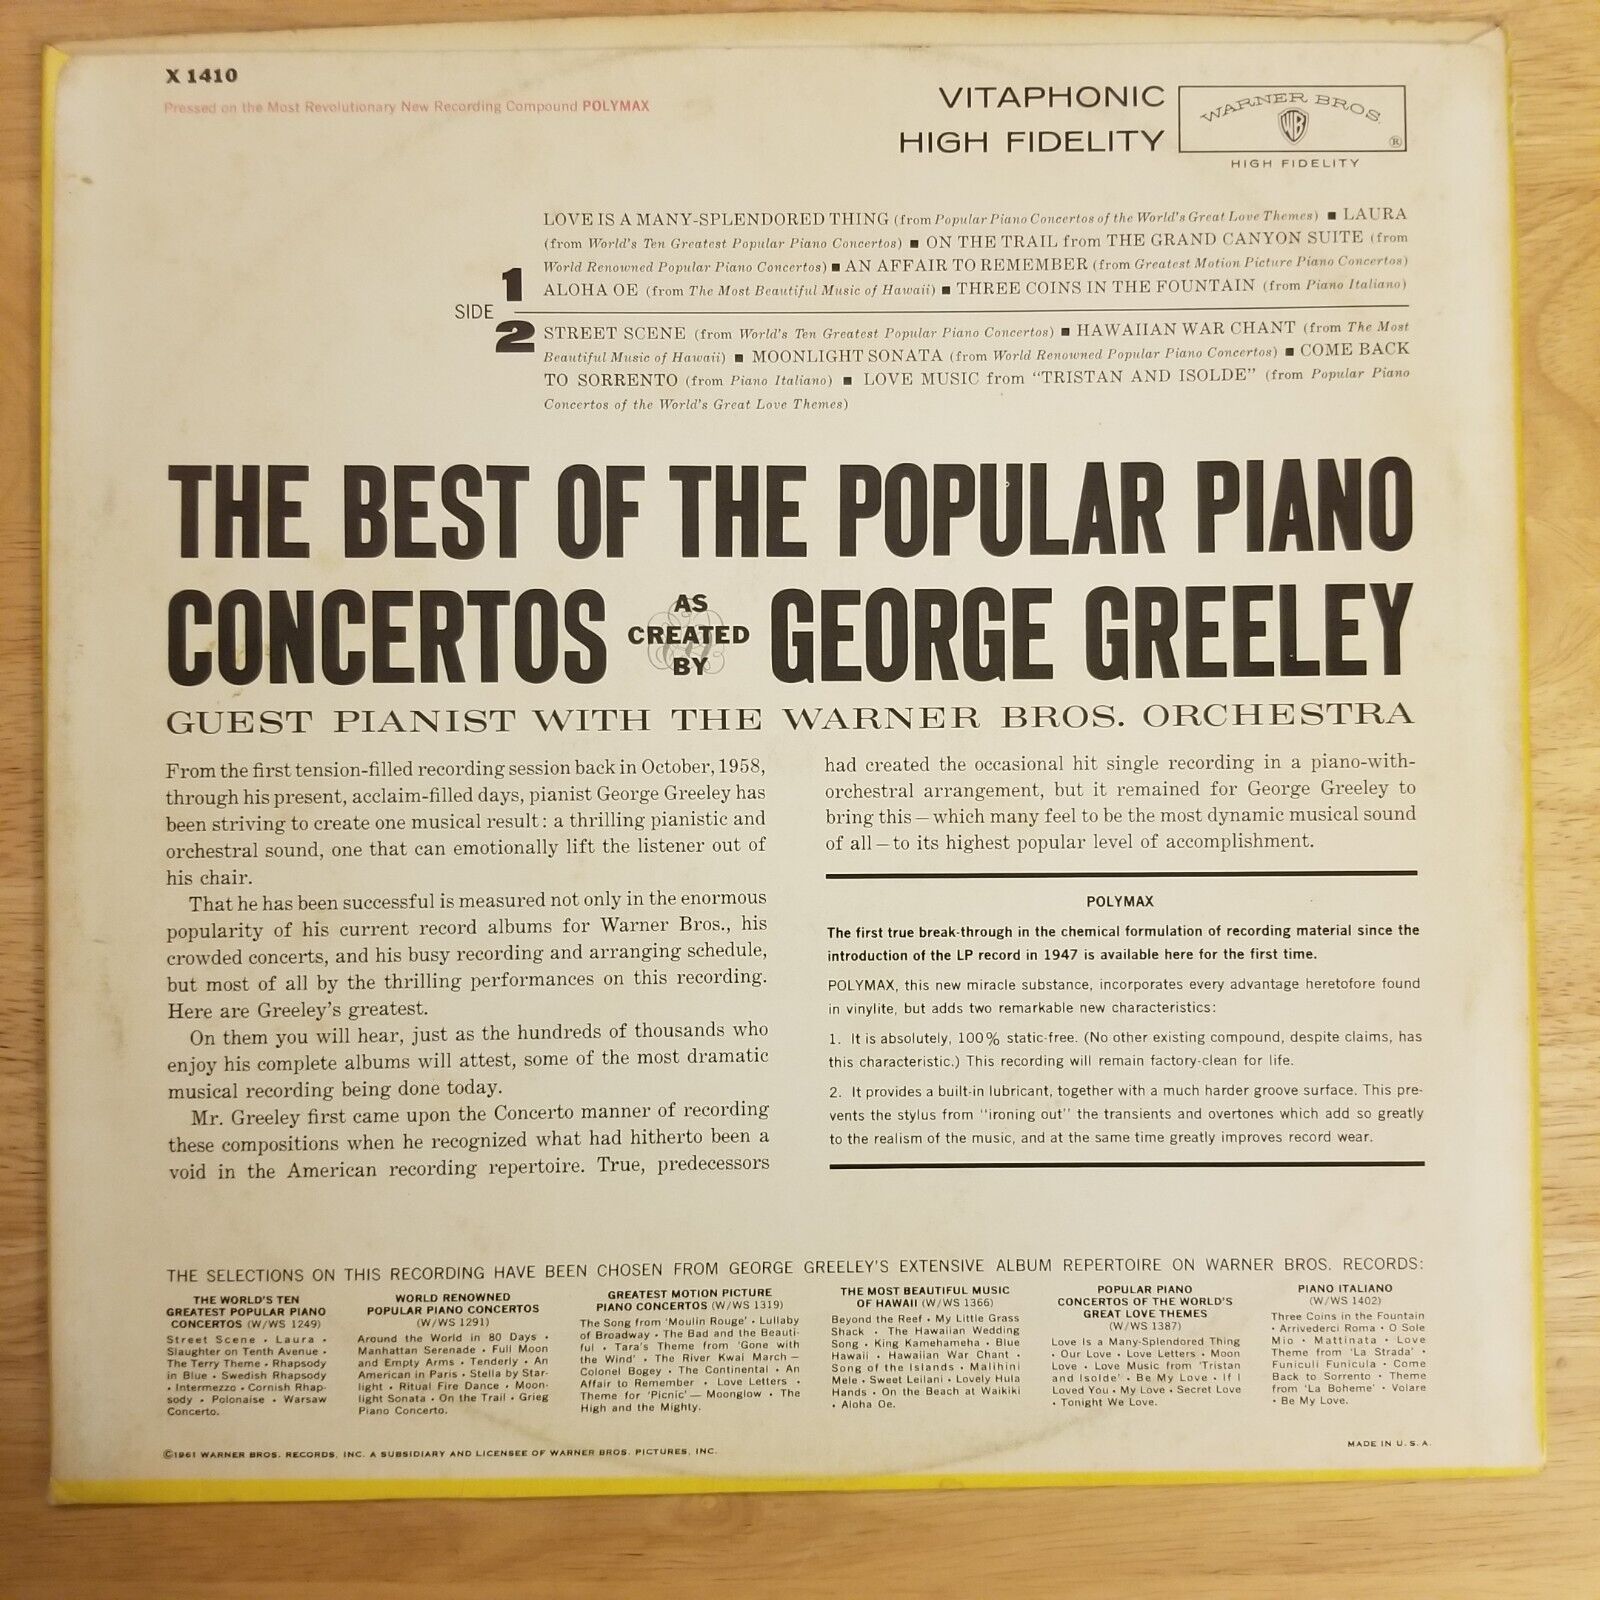 X 1410
Pressed on the Most Revolutionary New Recording Compound POLYMAX
VITAPHONIC
HIGH FIDELITY
WARNER BROS.
WB
®
HIGH FIDELITY
SIDE
1
LOVE IS A MANY-SPLENDORED THING (from Popular Piano Concertos of the World's Great Love Themes) ■ LAURA
(from World's Ten Greatest Popular Piano Concertos) ■ ON THE TRAIL from THE GRAND CANYON SUITE (from
World Renowned Popular Piano Concertos) ■ AN AFFAIR TO REMEMBER (from Greatest Motion Picture Piano Concertos)
ALOHA OE (from The Most Beautiful Music of Hawaii) ■ THREE COINS IN THE FOUNTAIN (from Piano Italiano)
2
STREET SCENE (from World's Ten Greatest Popular Piano Concertos) ■ HAWAIIAN WAR CHANT (from The Most
Beautiful Music of Hawaii) ■ MOONLIGHT SONATA (from World Renowned Popular Piano Concertos) ■ COME BACK
TO SORRENTO (from Piano Italiano) ■ LOVE MUSIC from “TRISTAN AND ISOLDE” (from Popular Piano
Concertos of the World's Great Love Themes)
THE BEST OF THE POPULAR PIANO
CONCERTOS AS CREATED BY GEORGE GREELEY
GUEST PIANIST WITH THE WARNER BROS. ORCHESTRA
From the first tension-filled recording session back in October, 1958,
through his present, acclaim-filled days, pianist George Greeley has
been striving to create one musical result: a thrilling pianistic and
orchestral sound, one that can emotionally lift the listener out of
his chair.
That he has been successful is measured not only in the enormous
popularity of his current record albums for Warner Bros., his
crowded concerts, and his busy recording and arranging schedule,
but most of all by the thrilling performances on this recording.
Here are Greeley's greatest.
On them you will hear, just as the hundreds of thousands who
enjoy his complete albums will attest, some of the most dramatic
musical recording being done today.
Mr. Greeley first came upon the Concerto manner of recording
these compositions when he recognized what had hitherto been a
void in the American recording repertoire. True, predecessors
had created the occasional hit single recording in a piano-with-
orchestral arrangement, but it remained for George Greeley to
bring this – which many feel to be the most dynamic musical sound
of all – to its highest popular level of accomplishment.
POLYMAX
The first true break-through in the chemical formulation of recording material since the
introduction of the LP record in 1947 is available here for the first time.
POLYMAX, this new miracle substance, incorporates every advantage heretofore found
in vinylite, but adds two remarkable new characteristics:
1. It is absolutely, 100% static-free. (No other existing compound, despite claims, has
this characteristic.) This recording will remain factory-clean for life.
2. It provides a built-in lubricant, together with a much harder groove surface. This pre-
vents the stylus from “ironing out” the transients and overtones which add so greatly
to the realism of the music, and at the same time greatly improves record wear.
THE SELECTIONS ON THIS RECORDING HAVE BEEN CHOSEN FROM GEORGE GREELEY'S EXTENSIVE ALBUM REPERTOIRE ON WARNER BROS. RECORDS:
THE WORLD'S TEN
GREATEST POPULAR PIANO
CONCERTOS (W/WS 1249)
Street Scene • Laura •
Slaughter on Tenth Avenue •
The Terry Theme • Rhapsody
in Blue • Swedish Rhapsody
• Intermezzo • Cornish Rhap-
sody • Polonaise • Warsaw
Concerto.
WORLD RENOWNED
POPULAR PIANO CONCERTOS
(W/WS 1291)
Around the World in 80 Days •
Manhattan Serenade • Full Moon
and Empty Arms • Tenderly • An
American in Paris • Stella by Star-
light • Ritual Fire Dance • Moon-
light Sonata • On the Trail • Grieg
Piano Concerto.
GREATEST MOTION PICTURE
PIANO CONCERTOS (W/WS 1319)
The Song from 'Moulin Rouge' • Lullaby
of Broadway • The Bad and the Beauti-
ful • Tara's Theme from 'Gone with
the Wind' • The River Kwai March —
Colonel Bogey • The Continental • An
Affair to Remember • Love Letters •
Theme for 'Picnic' — Moonglow • The
High and the Mighty.
THE MOST BEAUTIFUL MUSIC
OF HAWAII (W/WS 1366)
Beyond the Reef • My Little Grass
Shack • The Hawaiian Wedding
Song • King Kamehameha • Blue
Hawaii • Hawaiian War Chant •
Song of the Islands • Malihini
Mele • Sweet Leilani • Lovely Hula
Hands • On the Beach at Waikiki
• Aloha Oe.
POPULAR PIANO
CONCERTOS OF THE WORLD'S
GREAT LOVE THEMES
(W/WS 1387)
Love Is a Many-Splendored Thing
• Our Love • Love Letters • Moon
Love • Love Music from 'Tristan
and Isolde' • Be My Love • If I
Loved You • My Love • Secret Love
• Tonight We Love.
PIANO ITALIANO
(W/WS 1402)
Three Coins in the Fountain
• Arrivederci Roma • O Sole
Mio • Mattinata • Love
Theme from 'La Strada' •
Funiculi Funicula • Come
Back to Sorrento • Theme
from 'La Boheme' • Volare
• Be My Love.
©1961 WARNER BROS. RECORDS, INC. A SUBSIDIARY AND LICENSEE OF WARNER BROS. PICTURES, INC.
MADE IN U.S.A.